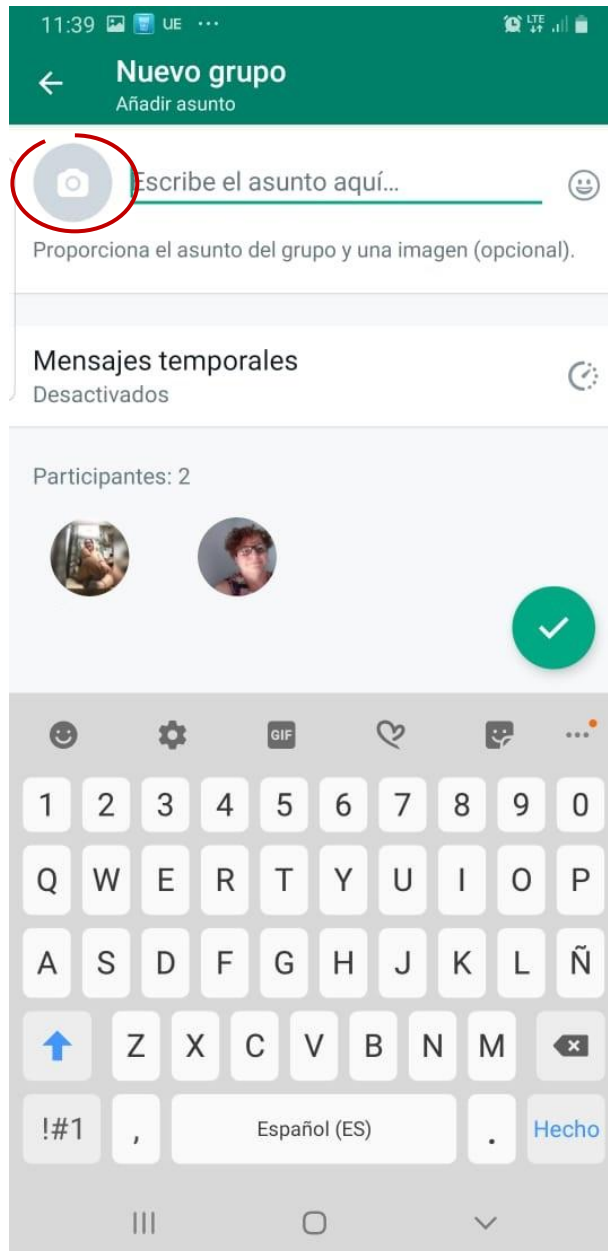 11:39 UE ...
LTE
Nuevo grupo
Añadir asunto
Escribe el asunto aquí...
Proporciona el asunto del grupo y una imagen (opcional).
Mensajes temporales
Desactivados
Participantes: 2
GIF
1 2 3 4 5 6 7 8 9 0
Q W E R T Y U I O P
A S D F G H J K L Ñ
Z X C V B N M
!#1 , Español (ES) . Hecho